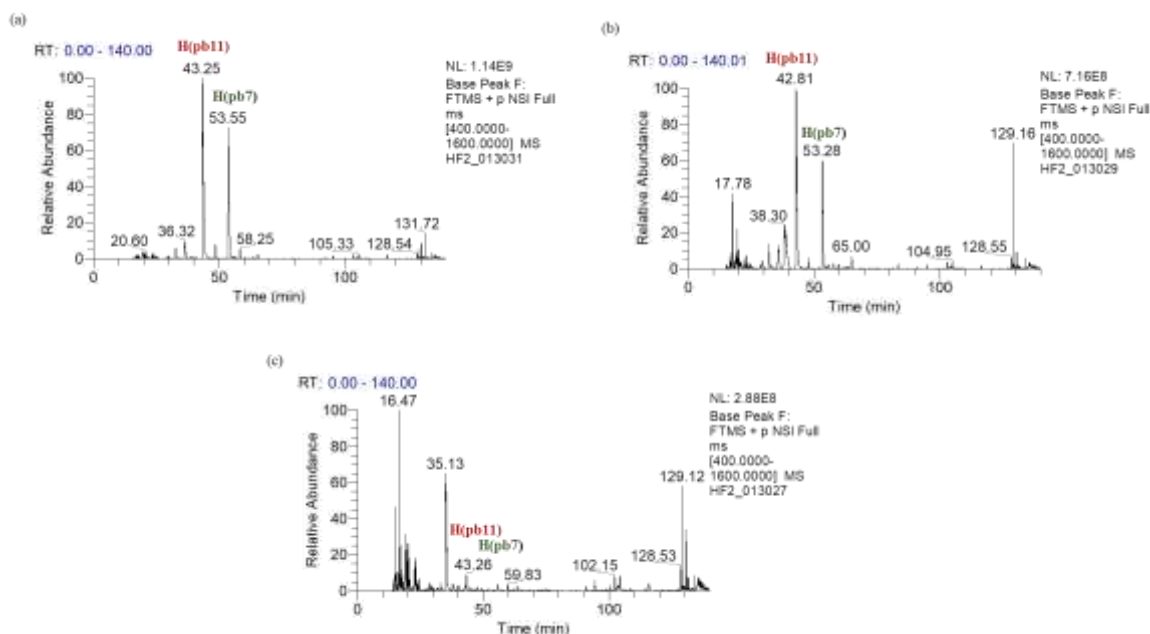 (a)
RT: 0.00 - 140.00
H(pb11)
43.25
H(pb7)
53.55
NL: 1.14E9
Base Peak F:
FTMS + p NSI Full
ms
[400.0000-
1600.0000] MS
HF2_013031
100
80
60
40
20
0
Relative Abundance
20.60
36.32
58.25
105.33
128.54
131.72
0
50
100
Time (min)
(b)
RT: 0.00 - 140.01
H(pb11)
42.81
H(pb7)
53.28
NL: 7.16E8
Base Peak F:
FTMS + p NSI Full
ms
[400.0000-
1600.0000] MS
HF2_013029
100
80
60
40
20
0
Relative Abundance
17.78
38.30
65.00
104.95
128.55
129.16
0
50
100
Time (min)
(c)
RT: 0.00 - 140.00
16.47
NL: 2.88E8
Base Peak F:
FTMS + p NSI Full
ms
[400.0000-
1600.0000] MS
HF2_013027
100
80
60
40
20
0
Relative Abundance
35.13
H(pb11)
H(pb7)
43.26
59.83
102.15
128.53
129.12
0
50
100
Time (min)